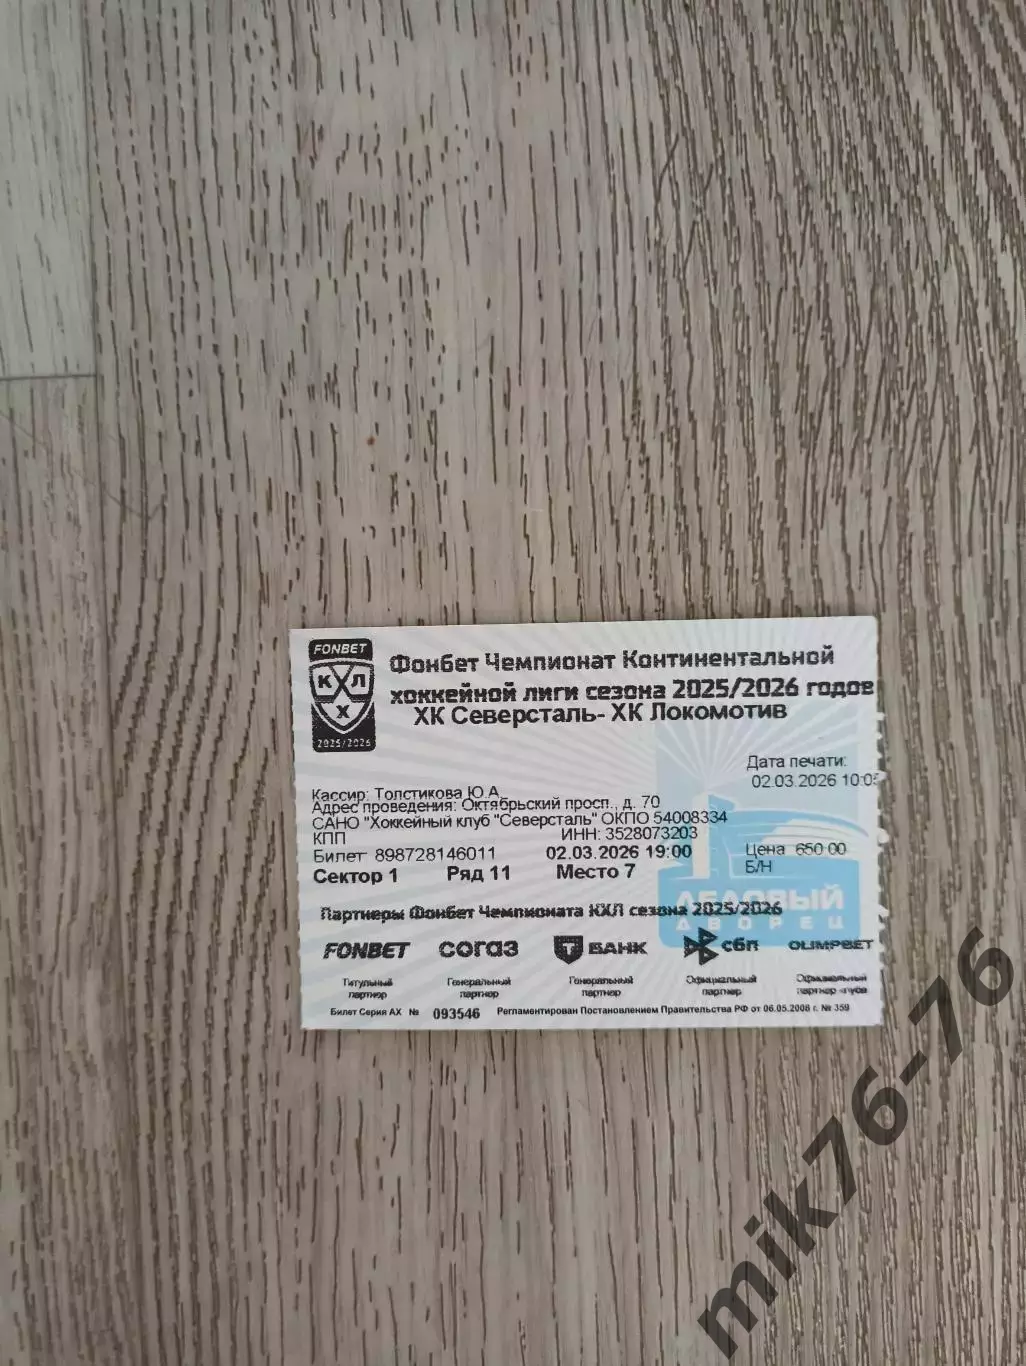 FONBET
КХЛ
2025/2026
Фонбет Чемпионат Континентальной
хоккейной лиги сезона 2025/2026 годов
ХК Северсталь- ХК Локомотив
Дата печати:
02.03.2026 10:05
Кассир: Толстикова Ю.А.
Адрес проведения: Октябрьский просп., д. 70
САНО "Хоккейный клуб "Северсталь" ОКПО 54008334
КПП ИНН: 3528073203
Билет 898728146011 02.03.2026 19:00 Цена 650 00
Б/Н
Сектор 1 Ряд 11 Место 7
ЛЕДОВЫЙ
ДВОРЕЦ
Партнеры Фонбет Чемпионата КХЛ сезона 2025/2026
FONBET СОГАЗ Т БАНК сбп OLIMPBET
Титульный партнер Генеральный партнер Генеральный партнер Официальный партнер Официальный партнер клуба
Билет Серия АХ № 093546 Регламентирован Постановлением Правительства РФ от 06.05.2008 г. № 359
mik76-76